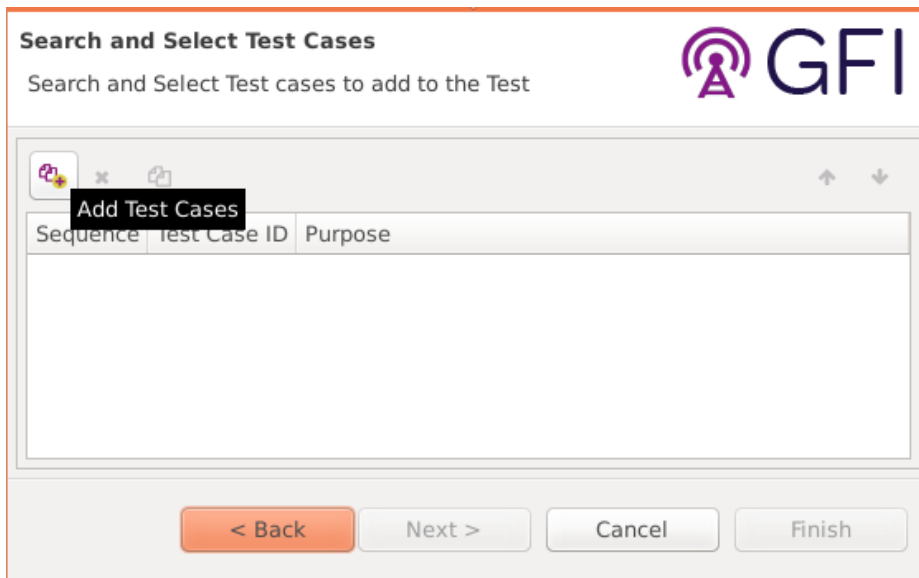 Search and Select Test Cases
Search and Select Test cases to add to the Test
GFI
Add Test Cases
Sequence Test Case ID Purpose
< Back Next > Cancel Finish